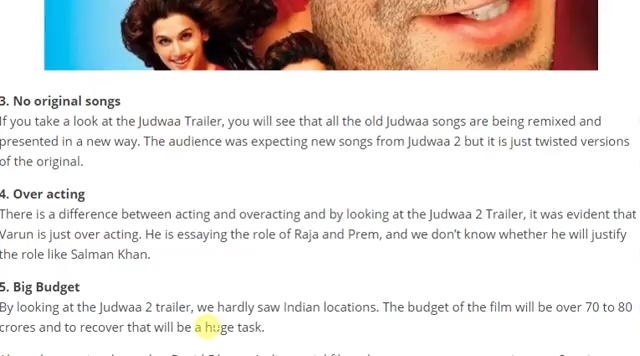 3. No original songs
If you take a look at the Judwaa Trailer, you will see that all the old Judwaa songs are being remixed and
presented in a new way. The audience was expecting new songs from Judwaa 2 but it is just twisted versions
of the original.
4. Over acting
There is a difference between acting and overacting and by looking at the Judwaa 2 Trailer, it was evident that
Varun is just over acting. He is essaying the role of Raja and Prem, and we don't know whether he will justify
the role like Salman Khan.
5. Big Budget
By looking at the Judwaa 2 trailer, we hardly saw Indian locations. The budget of the film will be over 70 to 80
crores and to recover that will be a huge task.